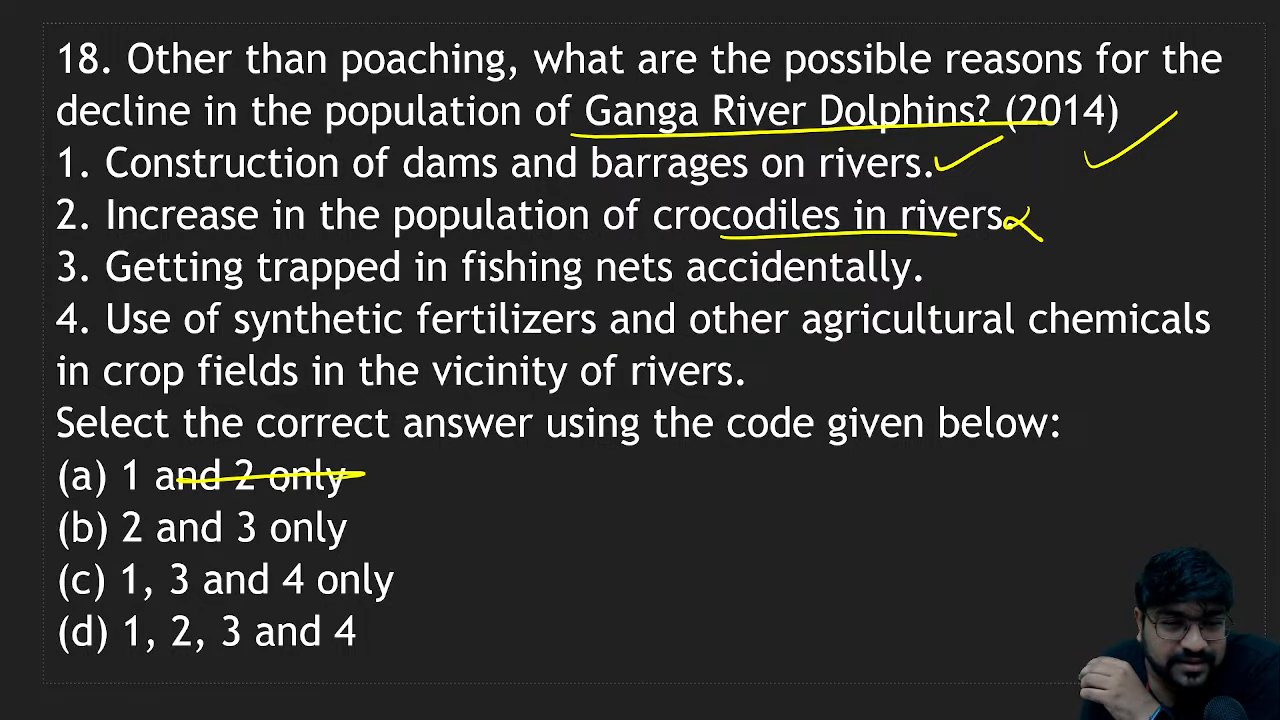 18. Other than poaching, what are the possible reasons for the
decline in the population of Ganga River Dolphins? (2014)
1. Construction of dams and barrages on rivers.
2. Increase in the population of crocodiles in rivers.
3. Getting trapped in fishing nets accidentally.
4. Use of synthetic fertilizers and other agricultural chemicals
in crop fields in the vicinity of rivers.
Select the correct answer using the code given below:
(a) 1 and 2 only
(b) 2 and 3 only
(c) 1, 3 and 4 only
(d) 1, 2, 3 and 4